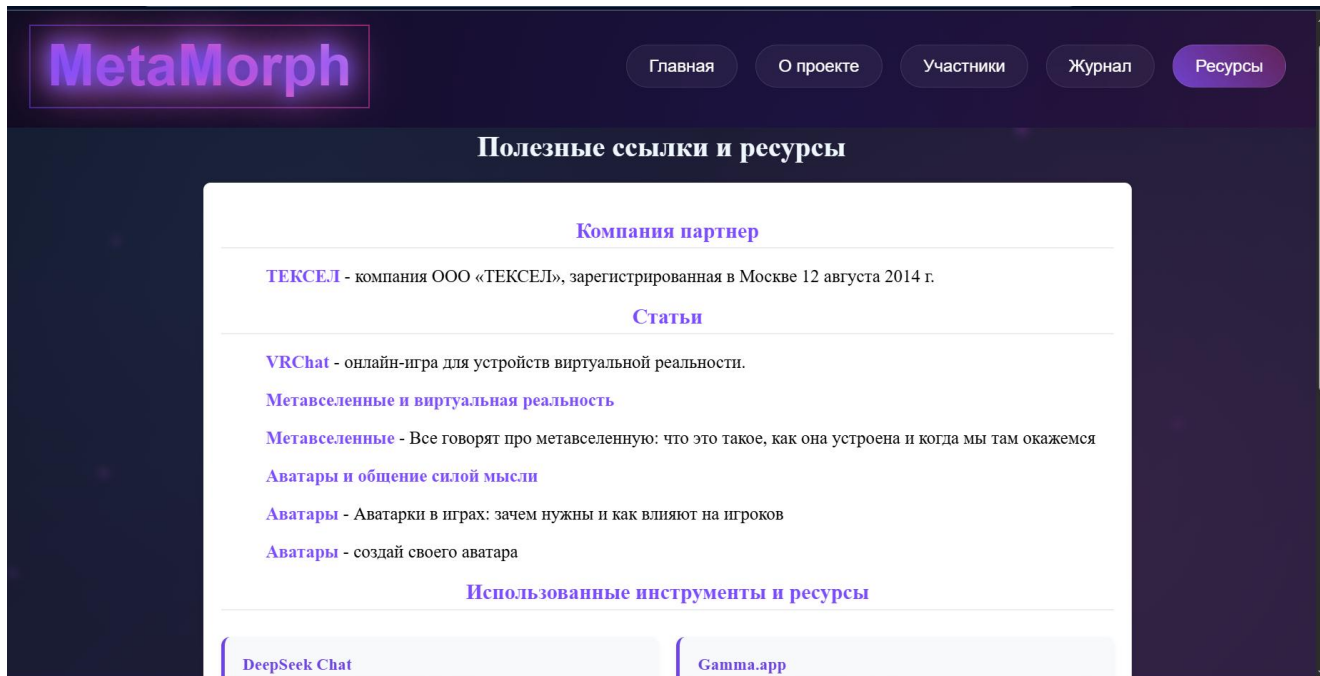 MetaMorph
Главная
О проекте
Участники
Журнал
Ресурсы
Полезные ссылки и ресурсы
Компания партнер
ТЕКСЕЛ - компания ООО «ТЕКСЕЛ», зарегистрированная в Москве 12 августа 2014 г.
Статьи
VRChat - онлайн-игра для устройств виртуальной реальности.
Метавселенные и виртуальная реальность
Метавселенные - Все говорят про метавселенную: что это такое, как она устроена и когда мы там окажемся
Аватары и общение силой мысли
Аватары - Аватарки в играх: зачем нужны и как влияют на игроков
Аватары - создай своего аватара
Использованные инструменты и ресурсы
DeepSeek Chat
Gamma.app